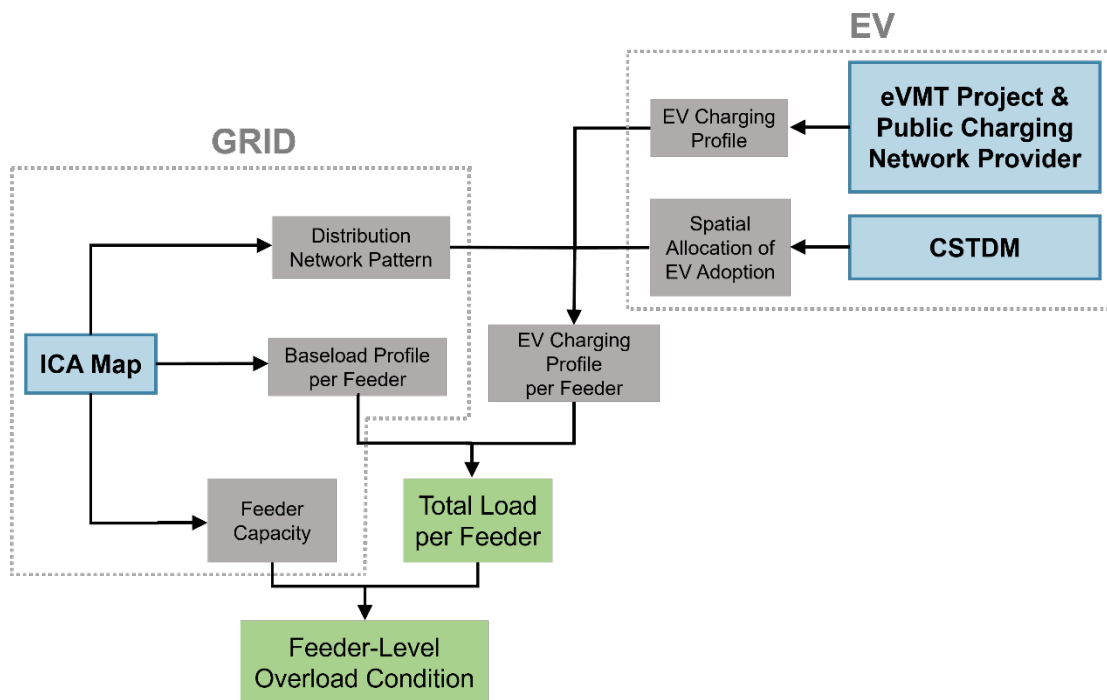 EV
eVMT Project &
Public Charging
Network Provider
EV Charging
Profile
GRID
Spatial
Allocation of
EV Adoption
CSTDM
Distribution
Network Pattern
ICA Map
Baseload Profile
per Feeder
EV Charging
Profile
per Feeder
Feeder
Capacity
Total Load
per Feeder
Feeder-Level
Overload Condition